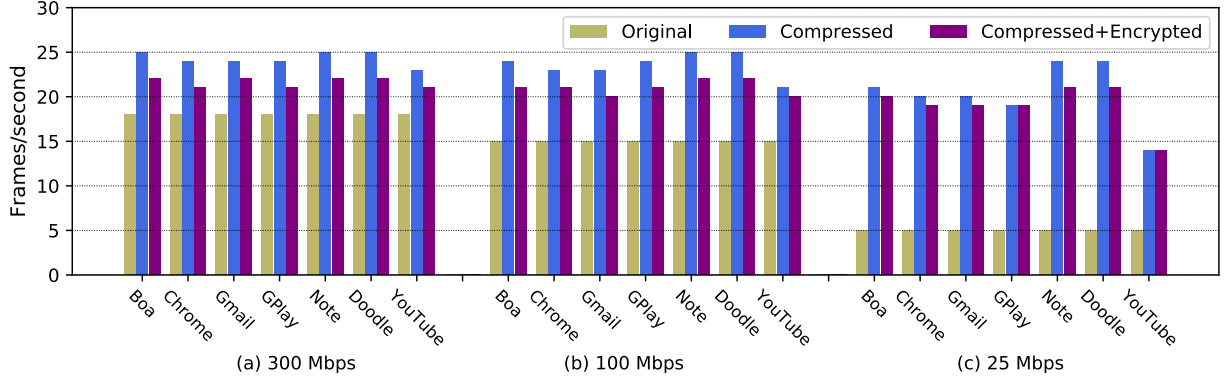 30
25
20
15
10
5
0
Frames/second
Original Compressed Compressed+Encrypted
Boa Chrome Gmail GPlay Note Doodle YouTube Boa Chrome Gmail GPlay Note Doodle YouTube Boa Chrome Gmail GPlay Note Doodle YouTube
(a) 300 Mbps (b) 100 Mbps (c) 25 Mbps